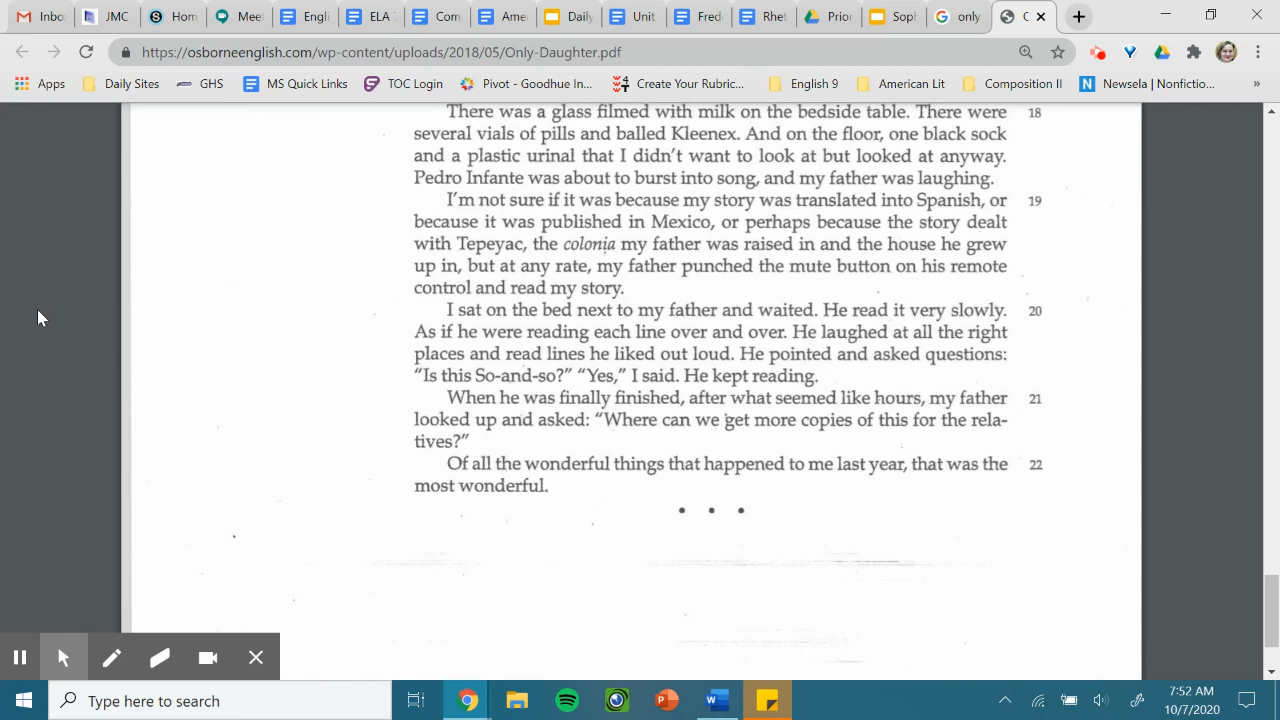 Inbo
JMC
Hom
Meet
Engli
ELA
Com
Amer
Daily
Unit
Fred
Rhet
Prior
Soph
only
https://osborneenglish.com/wp-content/uploads/2018/05/Only-Daughter.pdf
Apps
Daily Sites
GHS
MS Quick Links
TOC Login
Pivot - Goodhue In...
Create Your Rubric...
English 9
American Lit
Composition II
Newsela | Nonfictio...
»
There was a glass filmed with milk on the bedside table. There were 18
several vials of pills and balled Kleenex. And on the floor, one black sock
and a plastic urinal that I didn't want to look at but looked at anyway.
Pedro Infante was about to burst into song, and my father was laughing.
I'm not sure if it was because my story was translated into Spanish, or 19
because it was published in Mexico, or perhaps because the story dealt
with Tepeyac, the colonia my father was raised in and the house he grew
up in, but at any rate, my father punched the mute button on his remote
control and read my story.
I sat on the bed next to my father and waited. He read it very slowly. 20
As if he were reading each line over and over. He laughed at all the right
places and read lines he liked out loud. He pointed and asked questions:
“Is this So-and-so?” “Yes,” I said. He kept reading.
When he was finally finished, after what seemed like hours, my father 21
looked up and asked: “Where can we get more copies of this for the rela-
tives?”
Of all the wonderful things that happened to me last year, that was the 22
most wonderful.
• • •
Type here to search
7:52 AM
10/7/2020